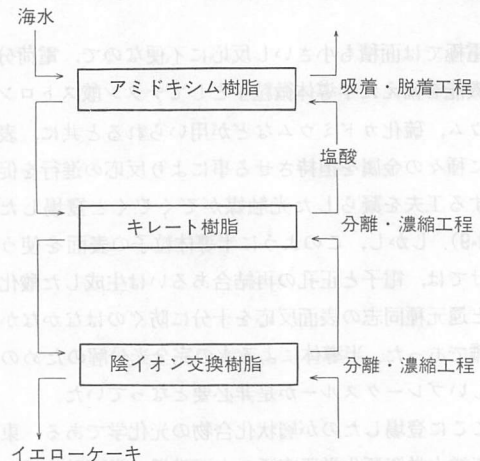 海水
アミドキシム樹脂
吸着・脱着工程
塩酸
キレート樹脂
分離・濃縮工程
陰イオン交換樹脂
分離・濃縮工程
イエローケーキ